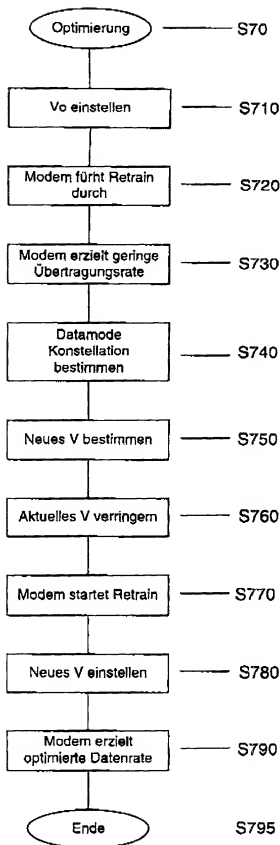 Optimierung S70
Vo einstellen S710
Modem fürht Retrain S720
durch
Modem erzielt geringe S730
Übertragungsrate
Datamode S740
Konstellation
bestimmen
Neues V bestimmen S750
Aktuelles V verringern S760
Modem startet Retrain S770
Neues V einstellen S780
Modem erzielt S790
optimierte Datenrate
Ende S795